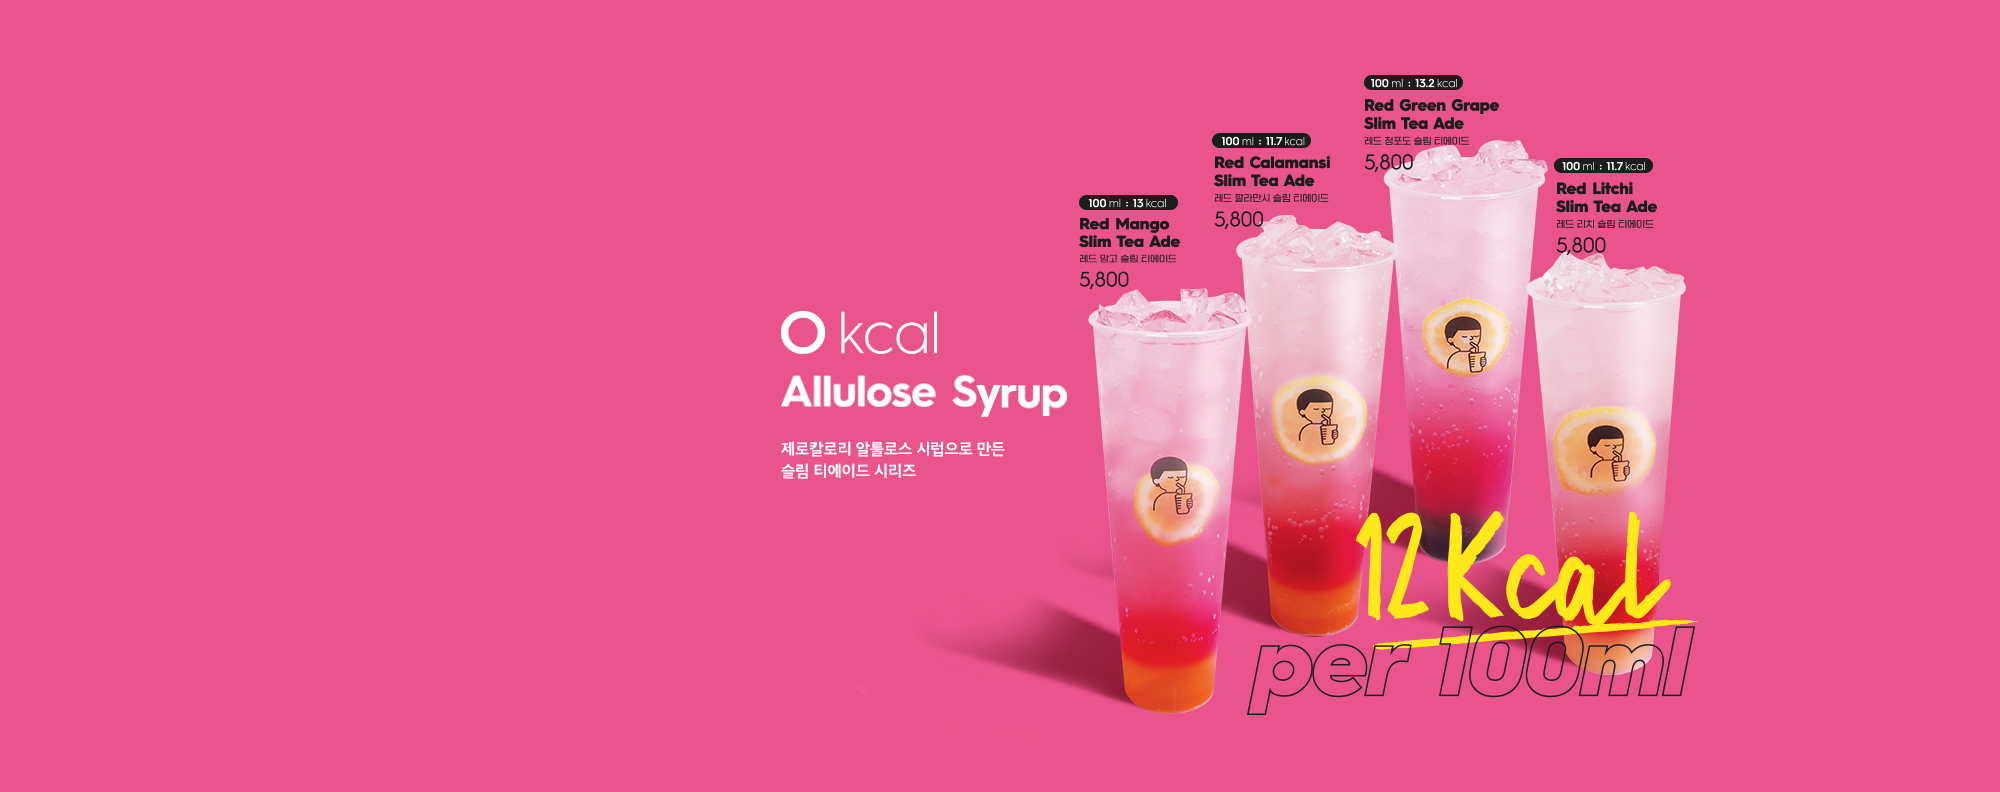 0 kcal
Allulose Syrup
제로칼로리 알룰로스 시럽으로 만든
슬림 티에이드 시리즈
100 ml : 13 kcal
Red Mango
Slim Tea Ade
레드 망고 슬림 티에이드
5,800
100 ml : 11.7 kcal
Red Calamansi
Slim Tea Ade
레드 깔라만시 슬림 티에이드
5,800
100 ml : 13.2 kcal
Red Green Grape
Slim Tea Ade
레드 청포도 슬림 티에이드
5,800
100 ml : 11.7 kcal
Red Litchi
Slim Tea Ade
레드 리치 슬림 티에이드
5,800
12Kcal
per 100ml